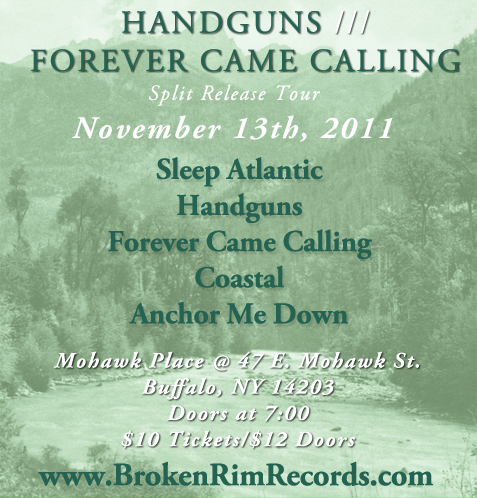 HANDGUNS ///
FOREVER CAME CALLING
Split Release Tour
November 13th, 2011
Sleep Atlantic
Handguns
Forever Came Calling
Coastal
Anchor Me Down
Mohawk Place @ 47 E. Mohawk St.
Buffalo, NY 14203
Doors at 7:00
$10 Tickets/$12 Doors
www.BrokenRimRecords.com